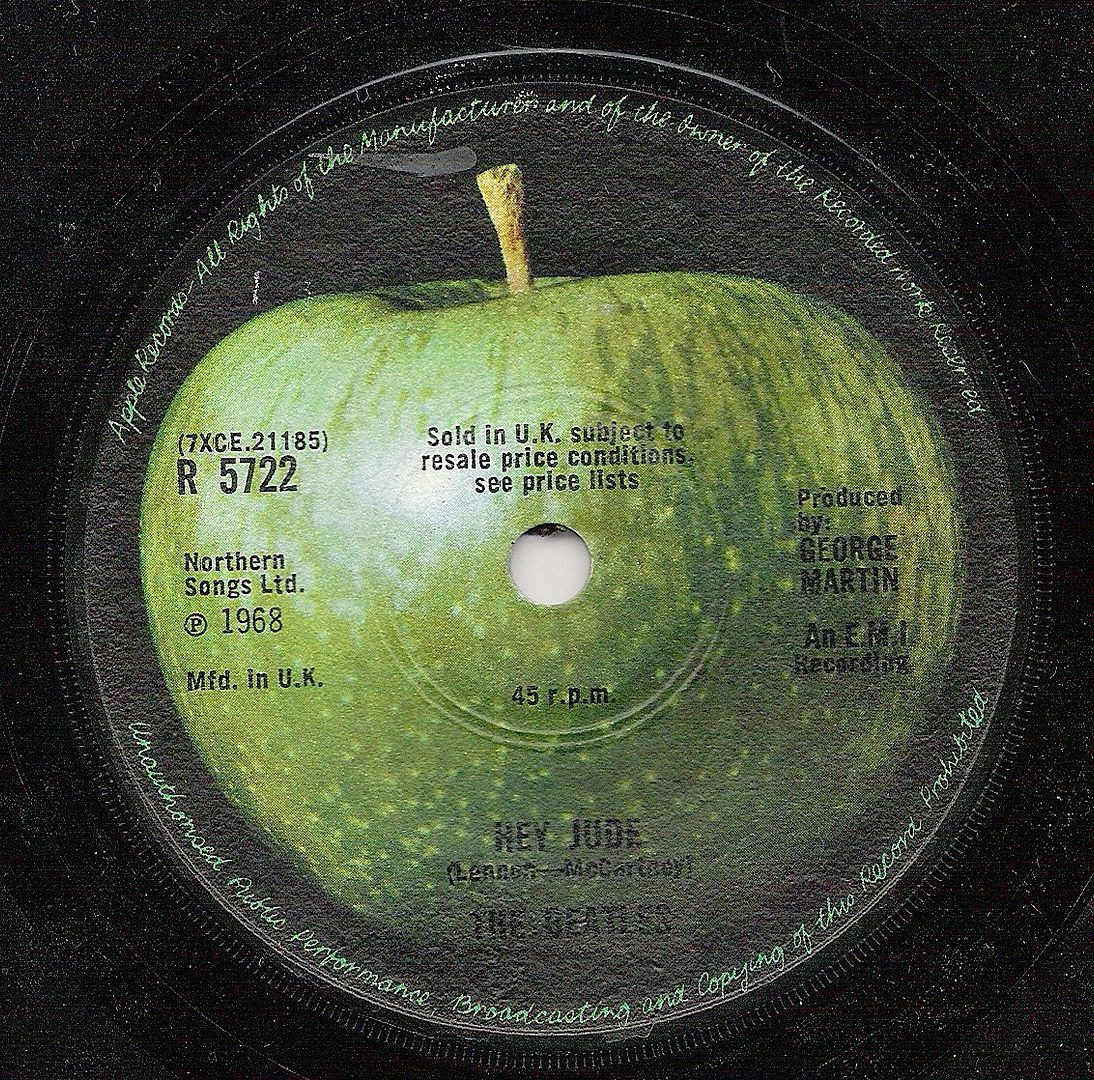 Apple Records—All Rights of the Manufacturer and of the Owner of the Recorded Work Reserved
(7XCE.21185)
R 5722
Sold in U.K. subject to
resale price conditions,
see price lists
Northern
Songs Ltd.
℗ 1968
Mfd. in U.K.
Produced
by:
GEORGE
MARTIN
An E.M.I.
Recording
45 r.p.m.
HEY JUDE
(Lennon—McCartney)
THE BEATLES
Unauthorised Public Performance, Broadcasting and Copying of this Record Prohibited